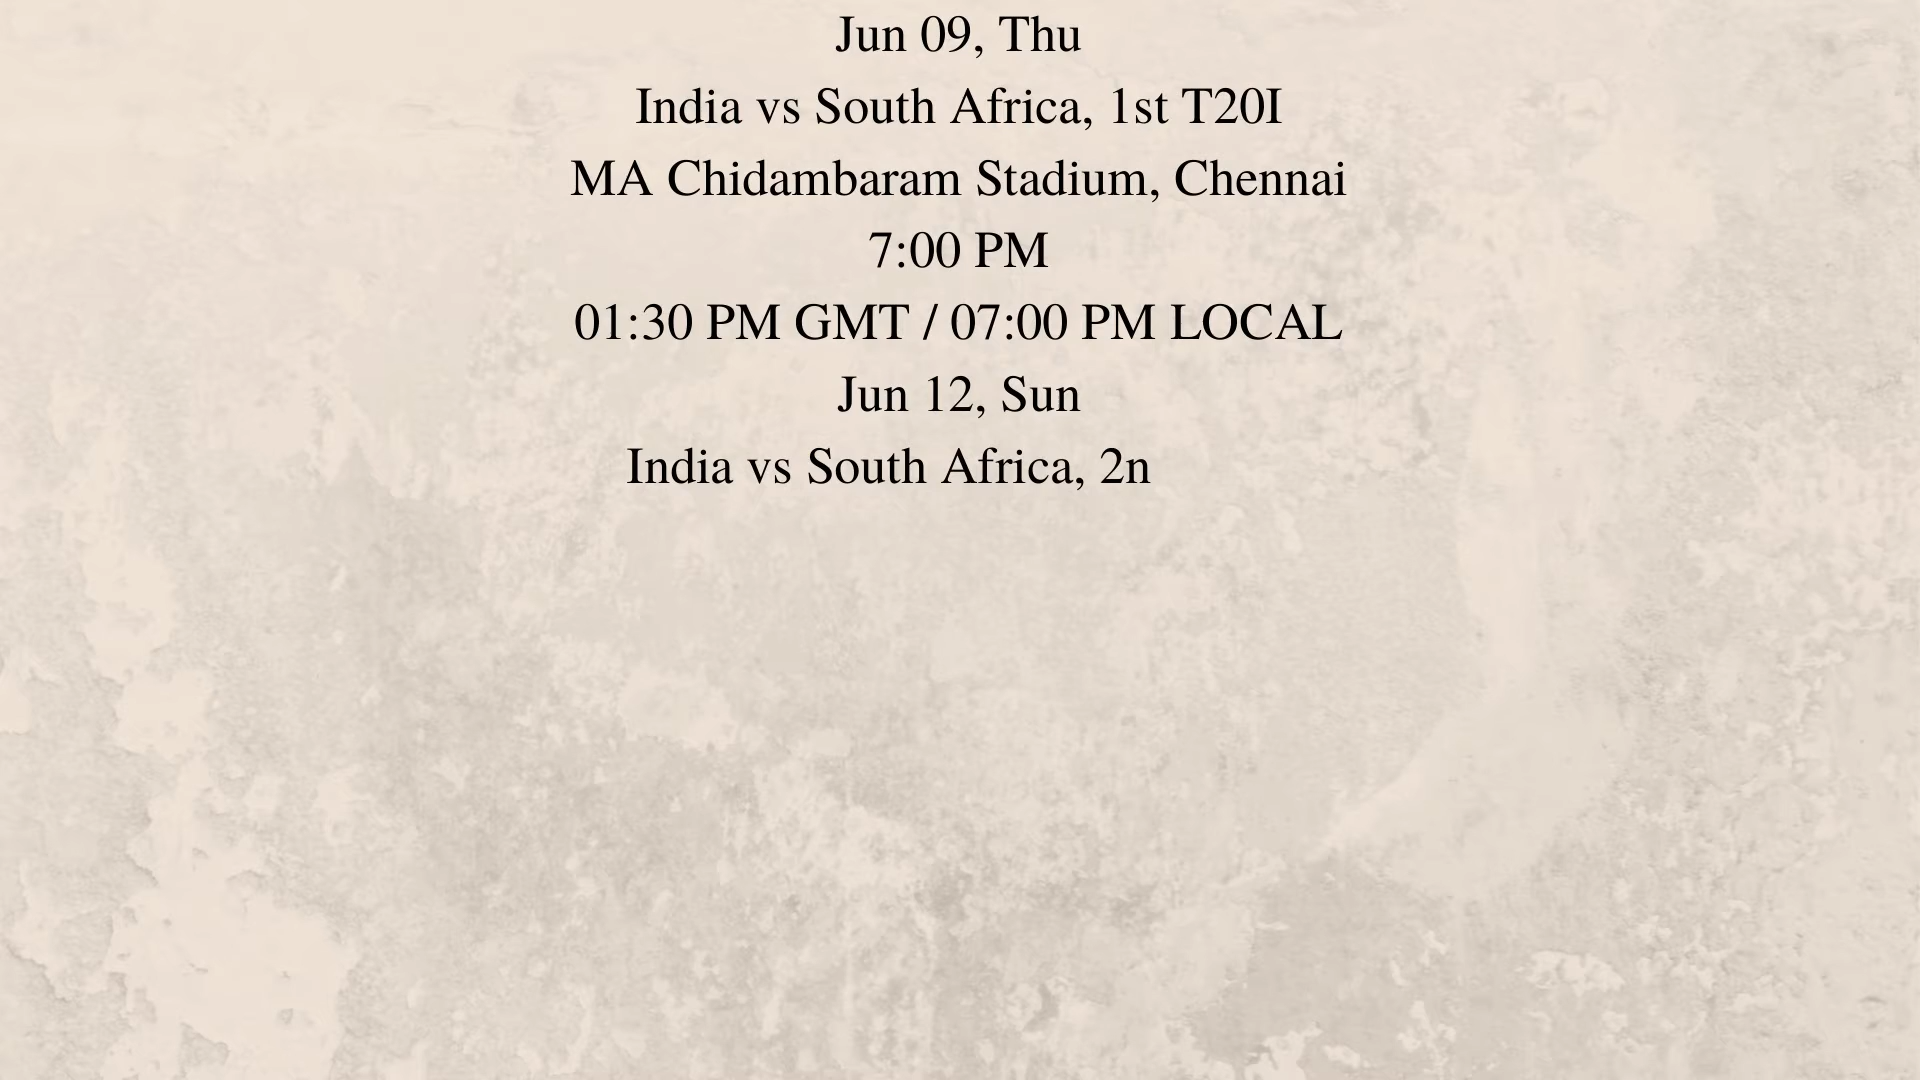 Jun 09, Thu
India vs South Africa, 1st T20I
MA Chidambaram Stadium, Chennai
7:00 PM
01:30 PM GMT / 07:00 PM LOCAL
Jun 12, Sun
India vs South Africa, 2n